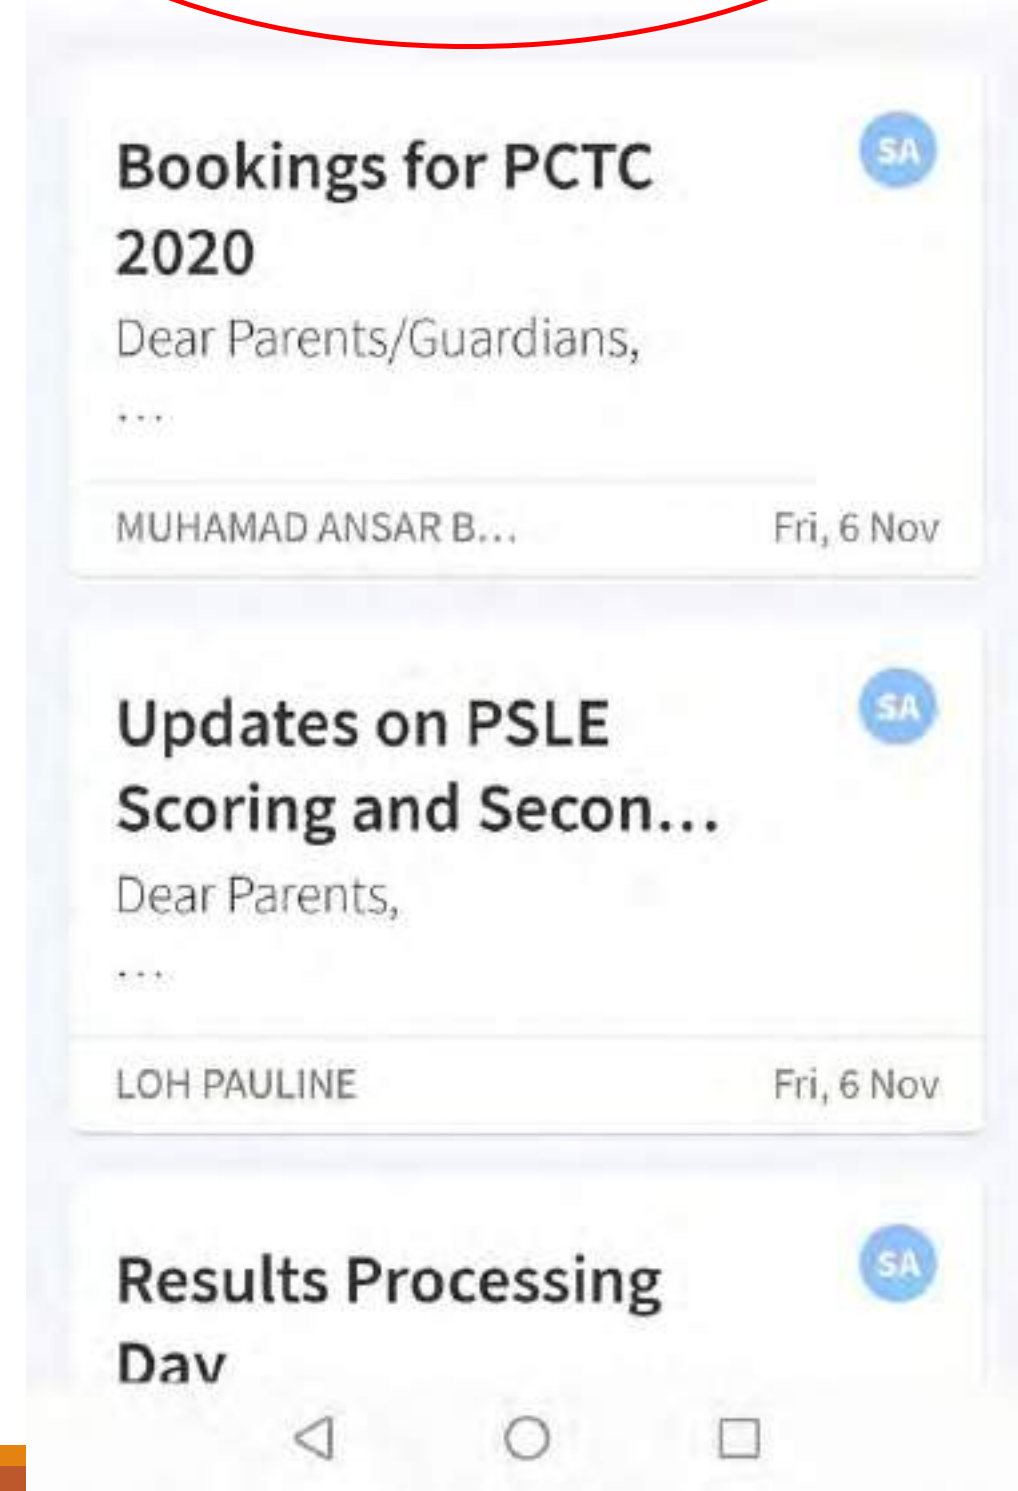 Bookings for PCTC
SA
2020
Dear Parents/Guardians,
...
MUHAMAD ANSAR B... Fri, 6 Nov
Updates on PSLE
SA
Scoring and Secon...
Dear Parents,
...
LOH PAULINE Fri, 6 Nov
Results Processing
SA
Day